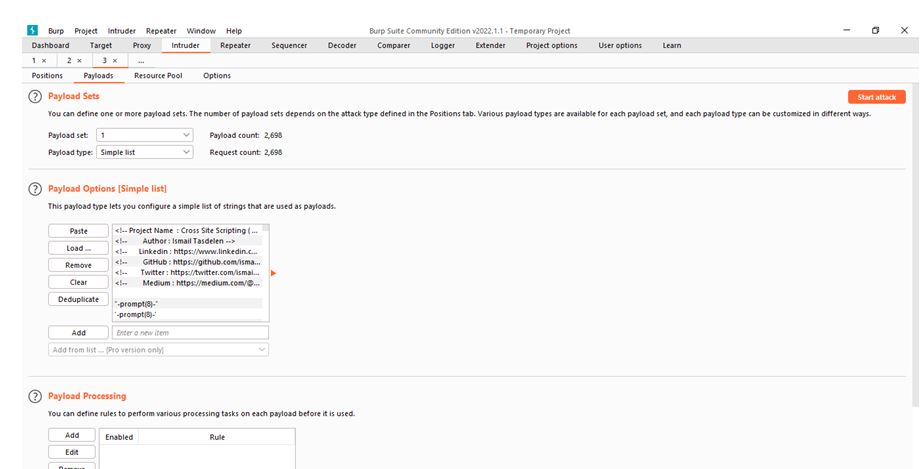 Burp Project Intruder Repeater Window Help Burp Suite Community Edition v2022.1.1 - Temporary Project
Dashboard Target Proxy Intruder Repeater Sequencer Decoder Comparer Logger Extender Project options User options Learn
1 × 2 × 3 × ...
Positions Payloads Resource Pool Options
? Payload Sets Start attack
You can define one or more payload sets. The number of payload sets depends on the attack type defined in the Positions tab. Various payload types are available for each payload set, and each payload type can be customized in different ways.
Payload set: 1 Payload count: 2,698
Payload type: Simple list Request count: 2,698
? Payload Options [Simple list]
This payload type lets you configure a simple list of strings that are used as payloads.
Paste <!-- Project Name : Cross Site Scripting ( ...
<!-- Author : Ismail Tasdelen -->
Load ... <!-- Linkedin : https://www.linkedin.c...
Remove <!-- GitHub : https://github.com/isma...
<!-- Twitter : https://twitter.com/ismai...
Clear <!-- Medium : https://medium.com/@...
Deduplicate "-prompt(8)-"
'-prompt(8)-'
Add Enter a new item
Add from list ... [Pro version only]
? Payload Processing
You can define rules to perform various processing tasks on each payload before it is used.
Add Enabled Rule
Edit
Remove